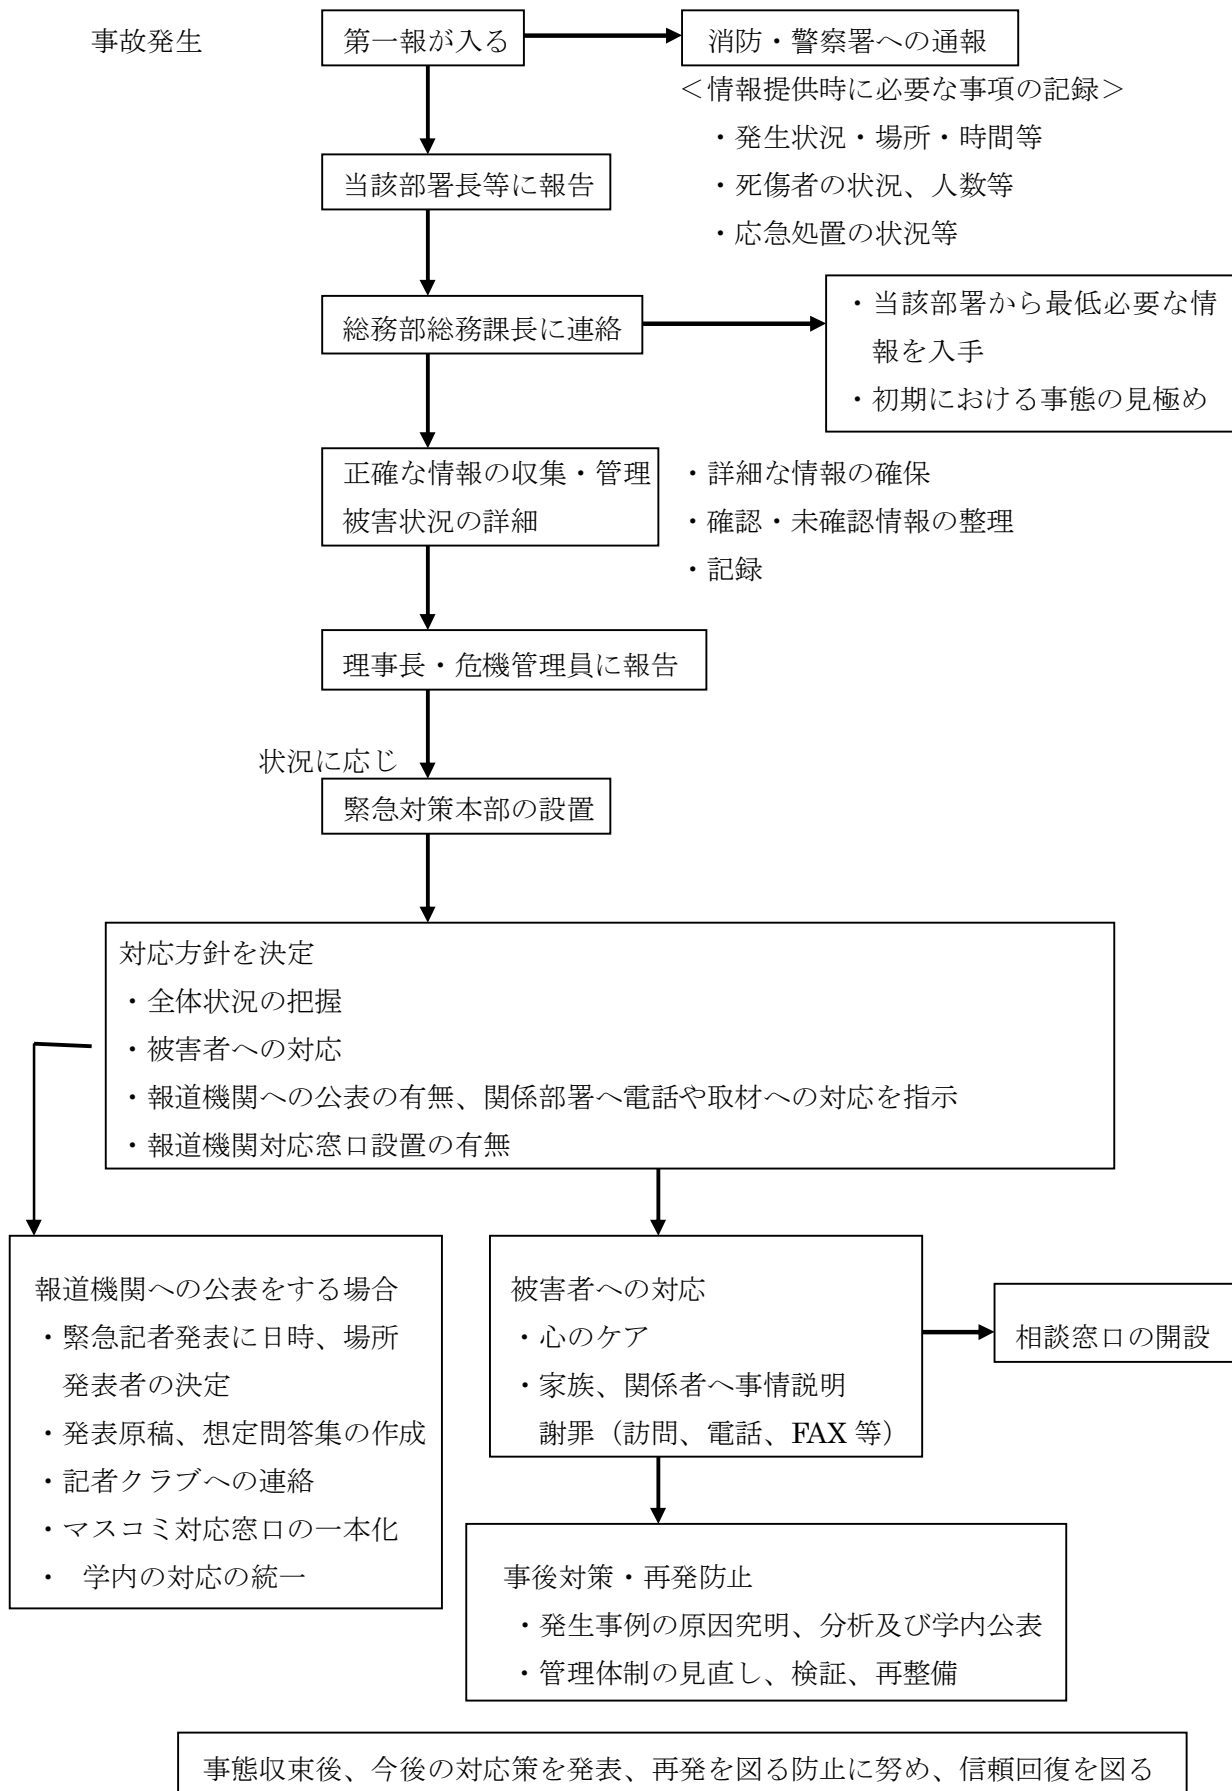 事故発生
第一報が入る
消防・警察署への通報
＜情報提供時に必要な事項の記録＞
・発生状況・場所・時間等
・死傷者の状況、人数等
・応急処置の状況等
当該部署長等に報告
総務部総務課長に連絡
・当該部署から最低必要な情
報を入手
・初期における事態の見極め
正確な情報の収集・管理
被害状況の詳細
・詳細な情報の確保
・確認・未確認情報の整理
・記録
理事長・危機管理員に報告
状況に応じ
緊急対策本部の設置
対応方針を決定
・全体状況の把握
・被害者への対応
・報道機関への公表の有無、関係部署へ電話や取材への対応を指示
・報道機関対応窓口設置の有無
報道機関への公表をする場合
・緊急記者発表に日時、場所
発表者の決定
・発表原稿、想定問答集の作成
・記者クラブへの連絡
・マスコミ対応窓口の一本化
・ 学内の対応の統一
被害者への対応
・心のケア
・家族、関係者へ事情説明
謝罪（訪問、電話、FAX 等）
相談窓口の開設
事後対策・再発防止
・発生事例の原因究明、分析及び学内公表
・管理体制の見直し、検証、再整備
事態収束後、今後の対応策を発表、再発を図る防止に努め、信頼回復を図る